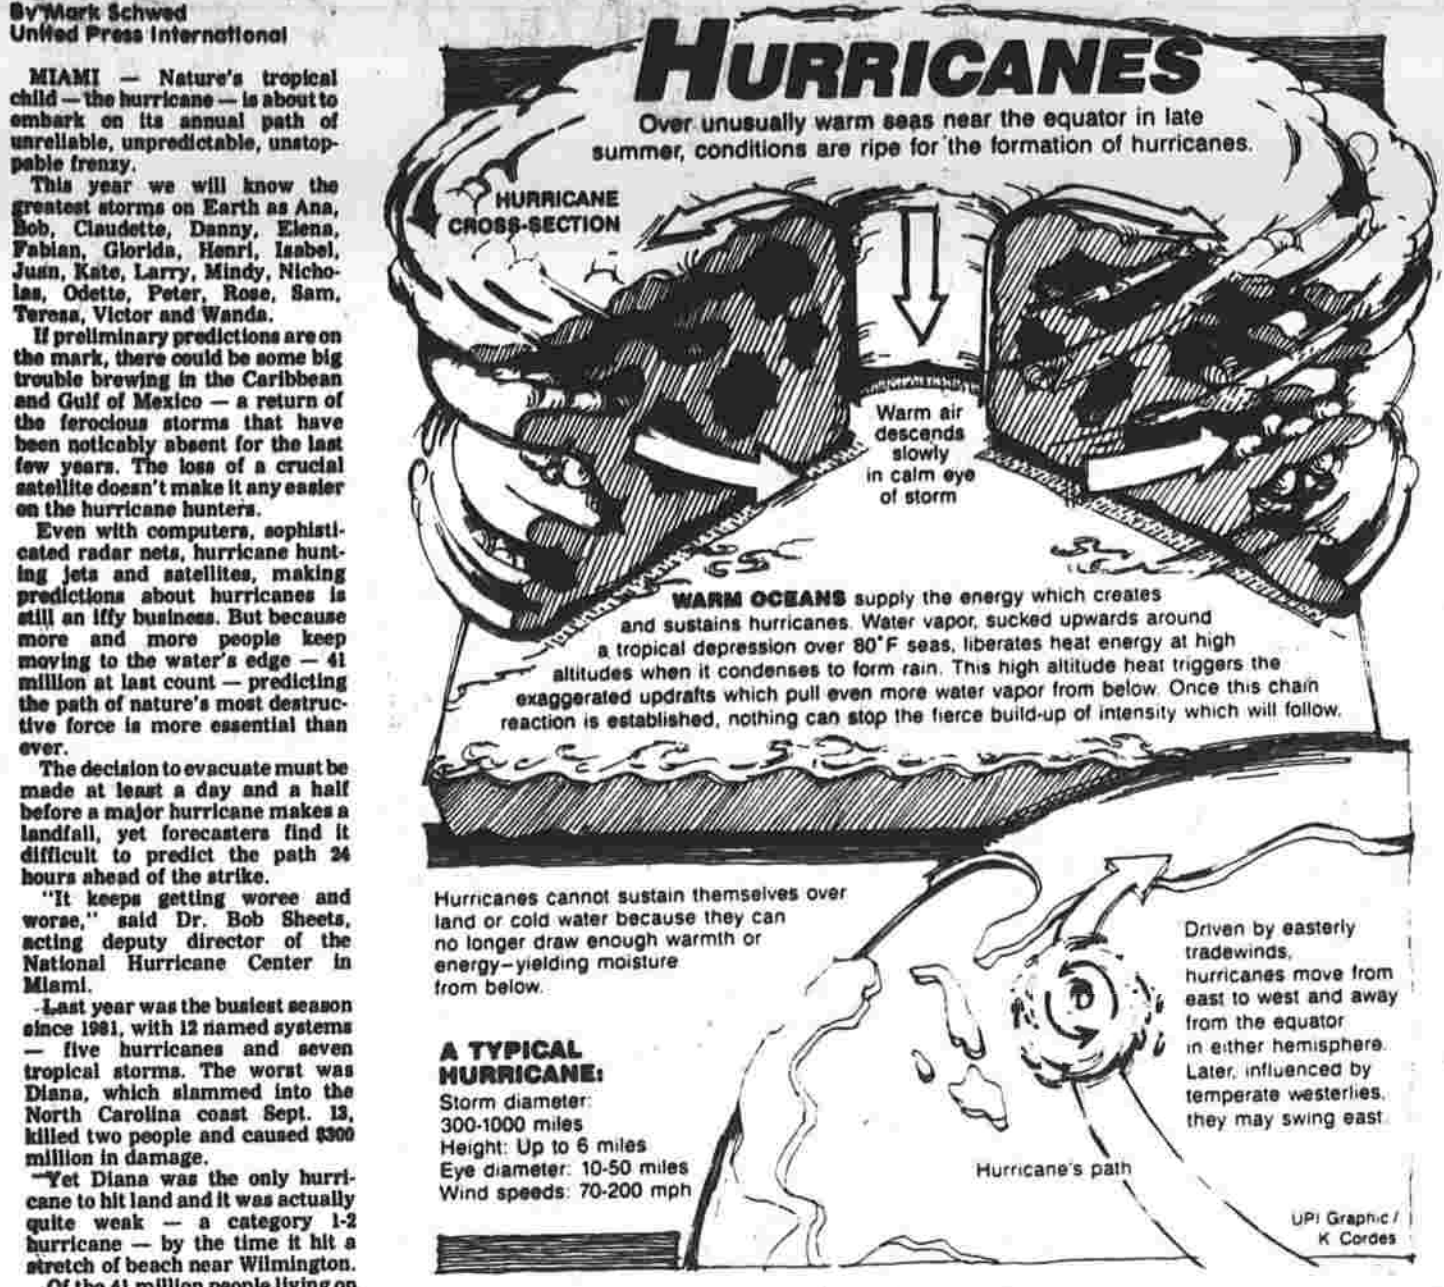 By Mark Schwed
United Press International
MIAMI — Nature's tropical
child — the hurricane — is about to
embark on its annual path of
unreliable, unpredictable, unstop-
pable frenzy.
This year we will know the
greatest storms on Earth as Ana,
Bob, Claudette, Danny, Elena,
Fabian, Glorida, Henri, Isabel,
Juan, Kate, Larry, Mindy, Nicho-
las, Odette, Peter, Rose, Sam,
Teresa, Victor and Wanda.
If preliminary predictions are on
the mark, there could be some big
trouble brewing in the Caribbean
and Gulf of Mexico — a return of
the ferocious storms that have
been noticably absent for the last
few years. The loss of a crucial
satellite doesn't make it any easier
on the hurricane hunters.
Even with computers, sophisti-
cated radar nets, hurricane hunt-
ing jets and satellites, making
predictions about hurricanes is
still an iffy business. But because
more and more people keep
moving to the water's edge — 41
million at last count — predicting
the path of nature's most destruc-
tive force is more essential than
ever.
The decision to evacuate must be
made at least a day and a half
before a major hurricane makes a
landfall, yet forecasters find it
difficult to predict the path 24
hours ahead of the strike.
"It keeps getting woree and
worse," said Dr. Bob Sheets,
acting deputy director of the
National Hurricane Center in
Miami.
Last year was the busiest season
since 1981, with 12 named systems
— five hurricanes and seven
tropical storms. The worst was
Diana, which slammed into the
North Carolina coast Sept. 13,
killed two people and caused $300
million in damage.
Yet Diana was the only hurri-
cane to hit land and it was actually
quite weak — a category 1-2
hurricane — by the time it hit a
stretch of beach near Wilmington.
Of the 41 million people living on
HURRICANES
Over unusually warm seas near the equator in late
summer, conditions are ripe for the formation of hurricanes.
HURRICANE
CROSS-SECTION
Warm air
descends
slowly
in calm eye
of storm
WARM OCEANS supply the energy which creates
and sustains hurricanes. Water vapor, sucked upwards around
a tropical depression over 80°F seas, liberates heat energy at high
altitudes when it condenses to form rain. This high altitude heat triggers the
exaggerated updrafts which pull even more water vapor from below. Once this chain
reaction is established, nothing can stop the fierce build-up of intensity which will follow.
Hurricanes cannot sustain themselves over
land or cold water because they can
no longer draw enough warmth or
energy-yielding moisture
from below.
A TYPICAL
HURRICANE:
Storm diameter:
300-1000 miles
Height: Up to 6 miles
Eye diameter: 10-50 miles
Wind speeds: 70-200 mph
Driven by easterly
tradewinds,
hurricanes move from
east to west and away
from the equator
in either hemisphere.
Later, influenced by
temperate westerlies,
they may swing east.
Hurricane's path
UPI Graphic /
K Cordes